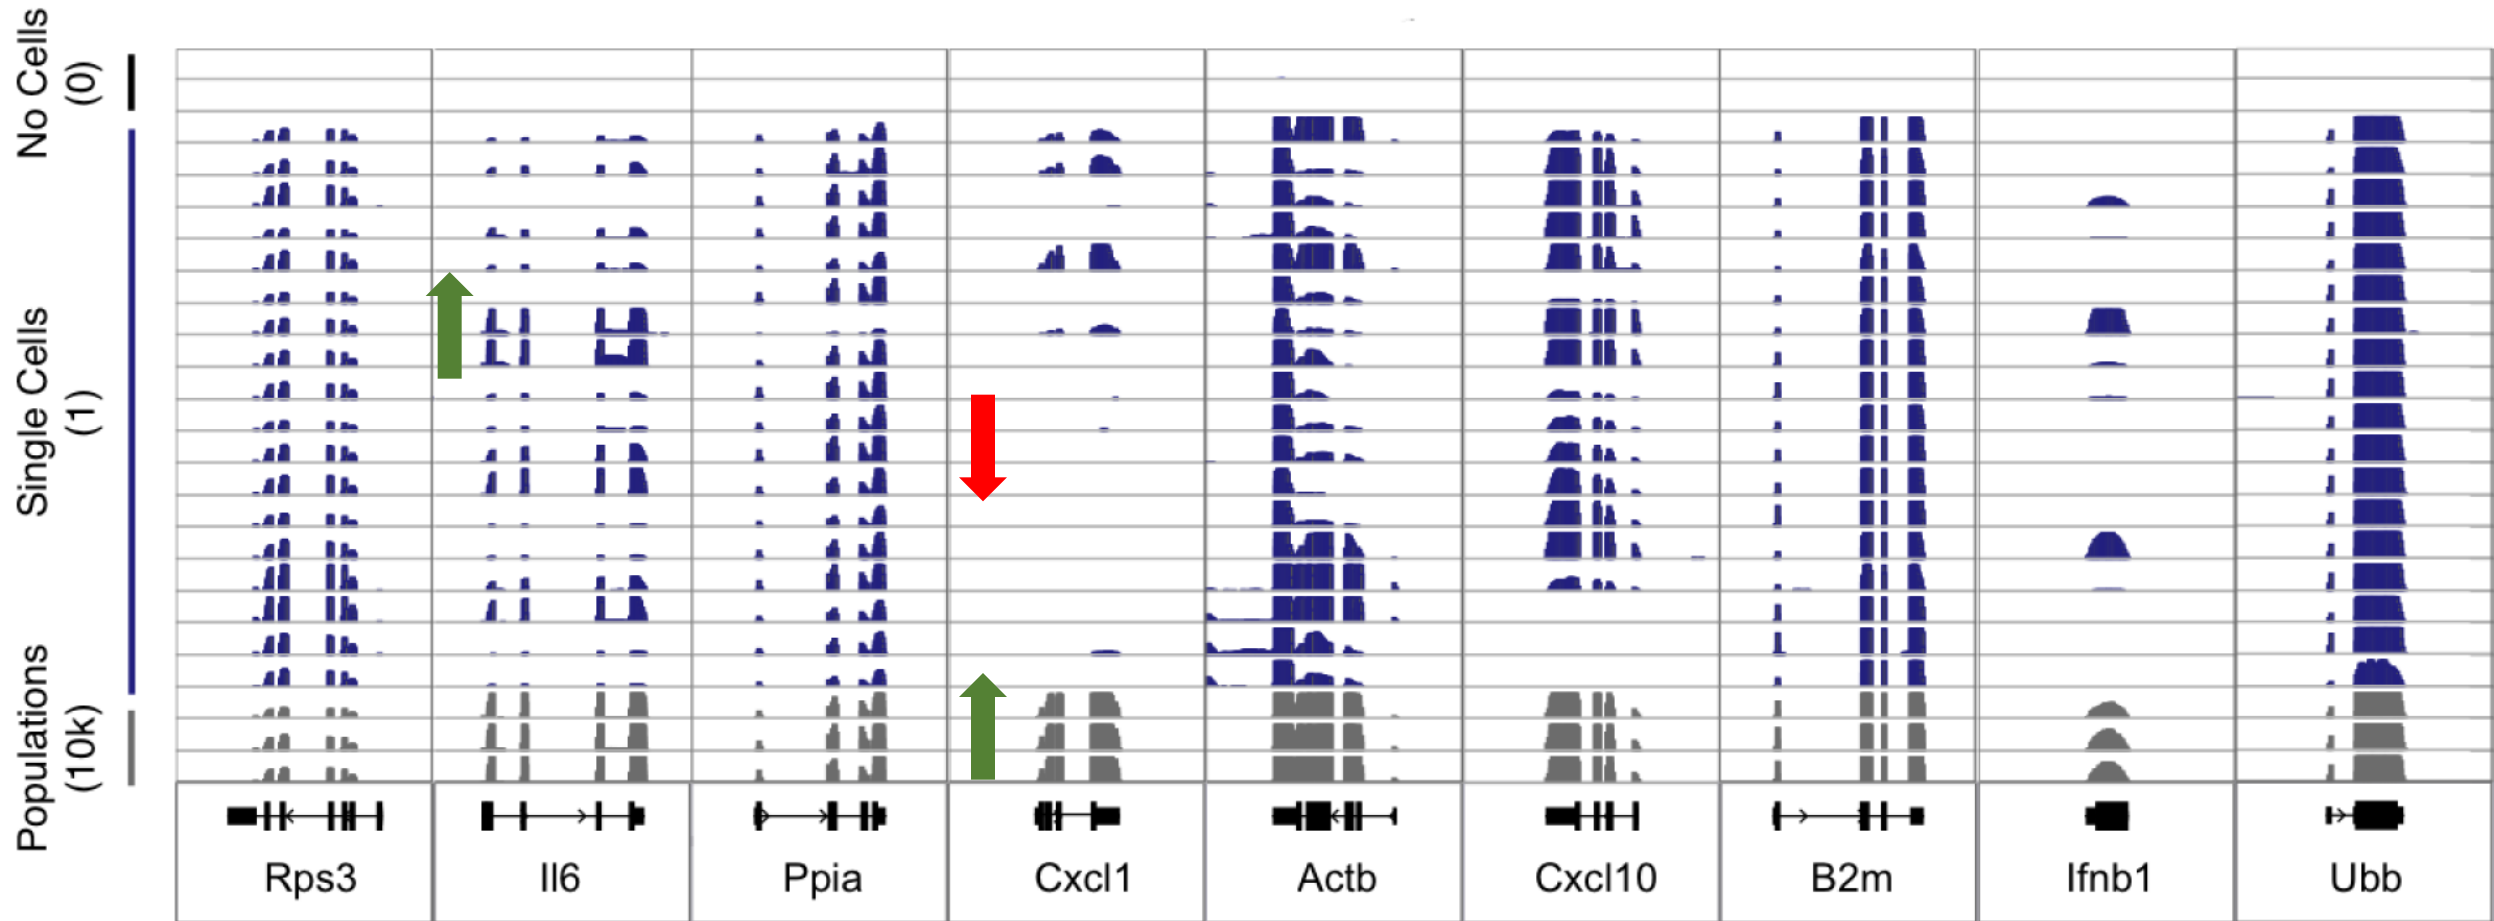 No Cells
(0)
Single Cells
(1)
Populations
(10k)
Rps3
Il6
Ppia
Cxcl1
Actb
Cxcl10
B2m
Ifnb1
Ubb